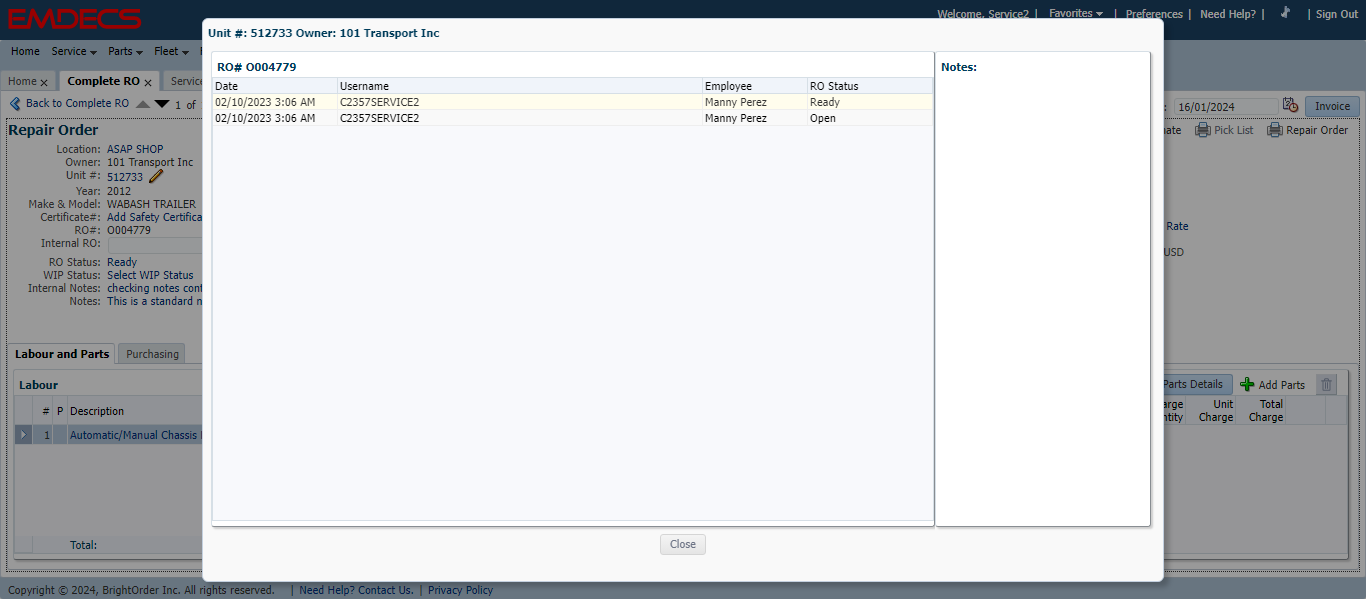 EMDECS
Welcome, Service2 | Favorites | Preferences | Need Help? | | Sign Out
Home Service Parts Fleet
Home x Complete RO x Service
Back to Complete RO 1 of
16/01/2024 Invoice
Pick List Repair Order
Repair Order
Location: ASAP SHOP
Owner: 101 Transport Inc
Unit #: 512733
Year: 2012
Make & Model: WABASH TRAILER
Certificate#: Add Safety Certifica
RO#: O004779
Internal RO:
RO Status: Ready
WIP Status: Select WIP Status
Internal Notes: checking notes cont
Notes: This is a standard n
Rate
USD
Labour and Parts Purchasing
Labour
# P Description
1 Automatic/Manual Chassis
Total:
Parts Details Add Parts
arge Unit Total
ntity Charge Charge
Unit #: 512733 Owner: 101 Transport Inc
RO# O004779
Date Username Employee RO Status
02/10/2023 3:06 AM C2357SERVICE2 Manny Perez Ready
02/10/2023 3:06 AM C2357SERVICE2 Manny Perez Open
Notes:
Close
Copyright © 2024, BrightOrder Inc. All rights reserved. | Need Help? Contact Us. | Privacy Policy